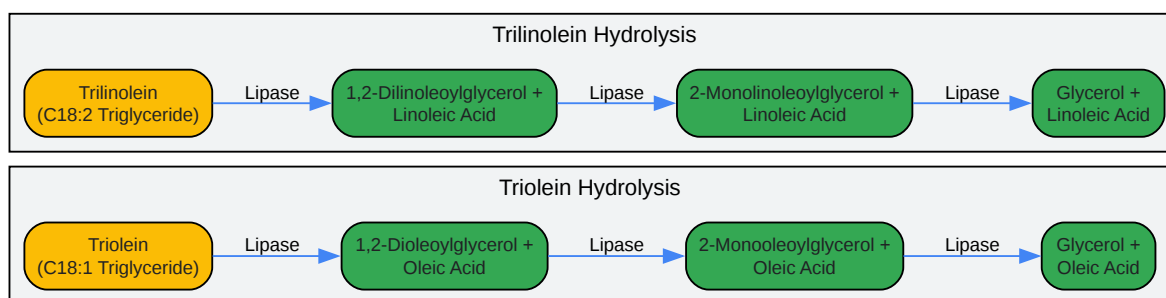 Trilinolein Hydrolysis
Trilinolein
(C18:2 Triglyceride)
Lipase
1,2-Dilinoleoylglycerol +
Linoleic Acid
Lipase
2-Monolinoleoylglycerol +
Linoleic Acid
Lipase
Glycerol +
Linoleic Acid
Triolein Hydrolysis
Triolein
(C18:1 Triglyceride)
Lipase
1,2-Dioleoylglycerol +
Oleic Acid
Lipase
2-Monooleoylglycerol +
Oleic Acid
Lipase
Glycerol +
Oleic Acid